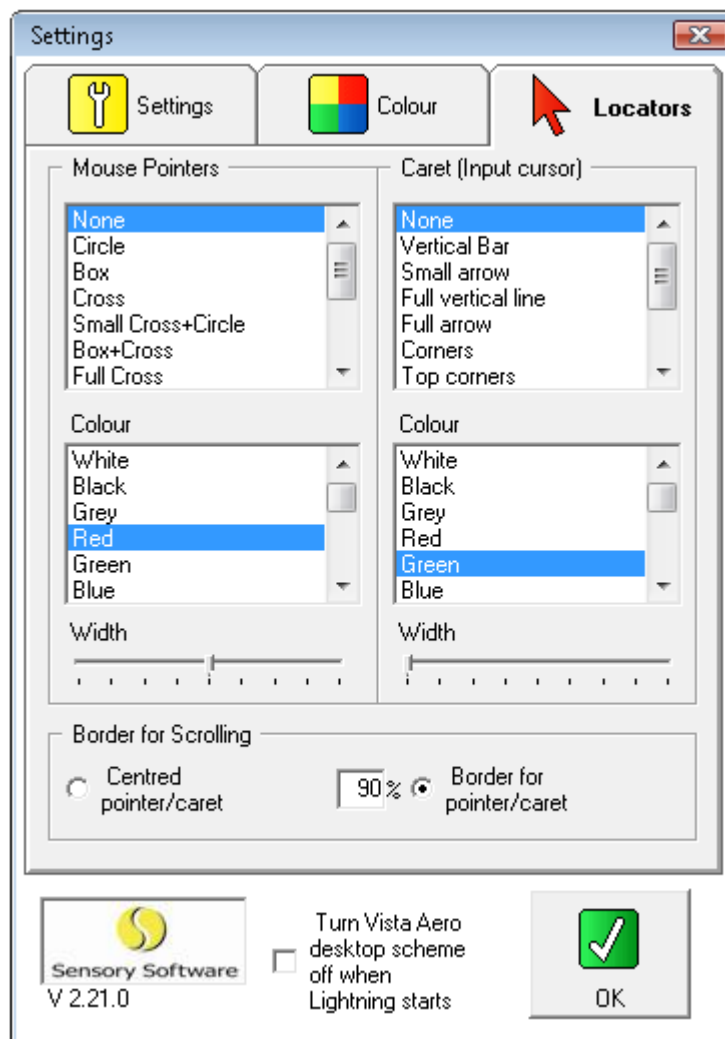 Settings
Settings
Colour
Locators
Mouse Pointers
None
Circle
Box
Cross
Small Cross+Circle
Box+Cross
Full Cross
Colour
White
Black
Grey
Red
Green
Blue
Width
Caret (Input cursor)
None
Vertical Bar
Small arrow
Full vertical line
Full arrow
Corners
Top corners
Colour
White
Black
Grey
Red
Green
Blue
Width
Border for Scrolling
Centred
pointer/caret
90 %
Border for
pointer/caret
Sensory Software
V 2.21.0
Turn Vista Aero
desktop scheme
off when
Lightning starts
OK